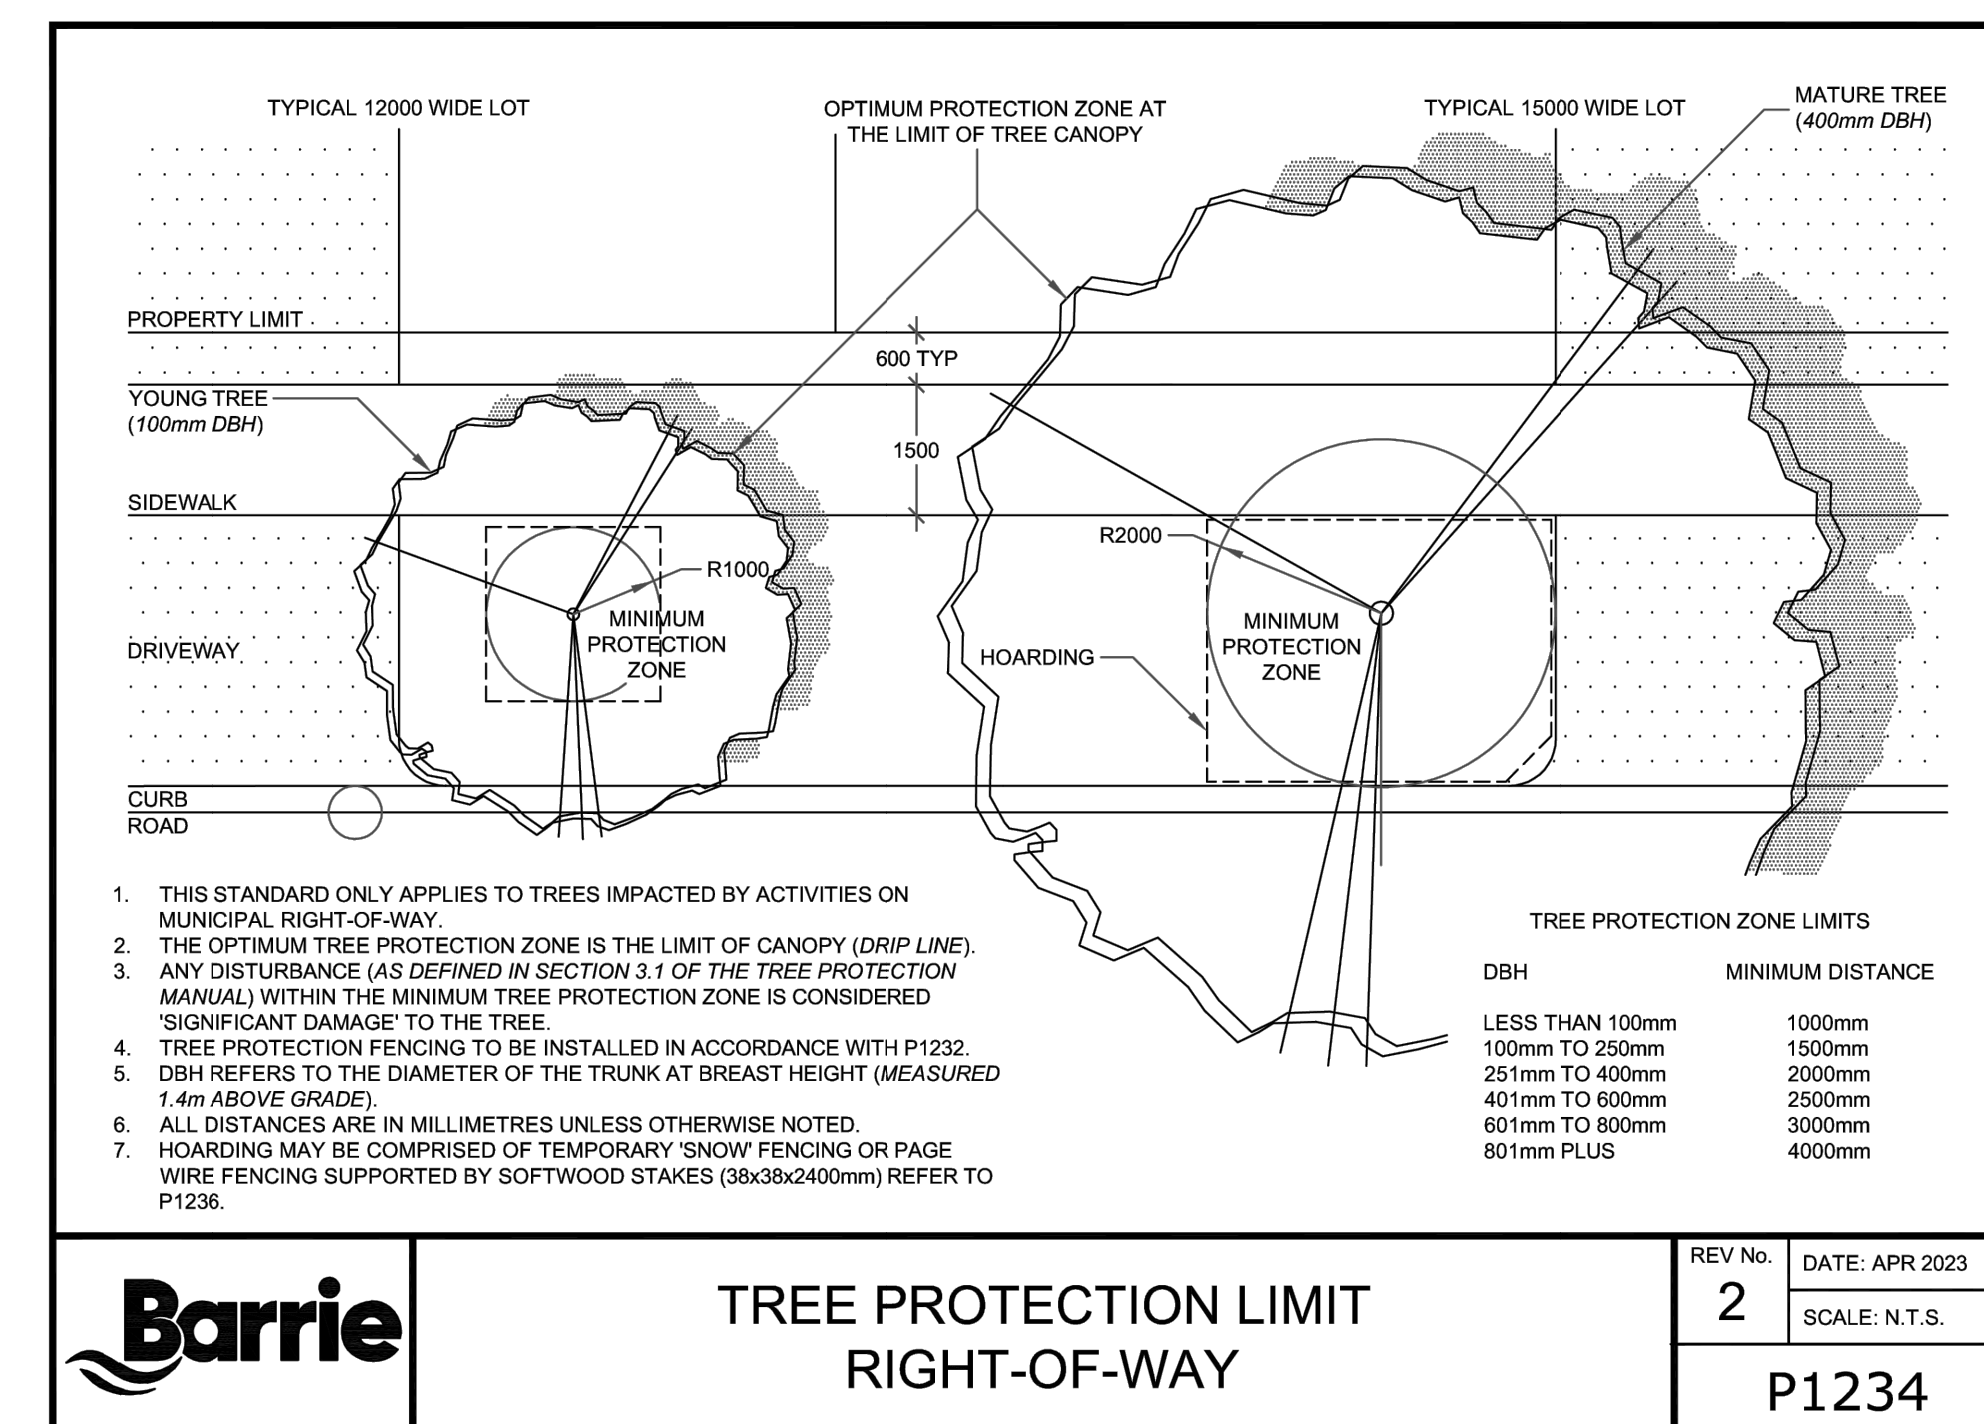 TYPICAL 12000 WIDE LOT
OPTIMUM PROTECTION ZONE AT
THE LIMIT OF TREE CANOPY
TYPICAL 15000 WIDE LOT
MATURE TREE
(400mm DBH)
PROPERTY LIMIT
600 TYP
YOUNG TREE
(100mm DBH)
1500
SIDEWALK
R2000
R1000
MINIMUM
PROTECTION
ZONE
MINIMUM
PROTECTION
ZONE
DRIVEWAY
HOARDING
CURB
ROAD
1. THIS STANDARD ONLY APPLIES TO TREES IMPACTED BY ACTIVITIES ON
MUNICIPAL RIGHT-OF-WAY.
2. THE OPTIMUM TREE PROTECTION ZONE IS THE LIMIT OF CANOPY (DRIP LINE).
3. ANY DISTURBANCE (AS DEFINED IN SECTION 3.1 OF THE TREE PROTECTION
MANUAL) WITHIN THE MINIMUM TREE PROTECTION ZONE IS CONSIDERED
'SIGNIFICANT DAMAGE' TO THE TREE.
4. TREE PROTECTION FENCING TO BE INSTALLED IN ACCORDANCE WITH P1232.
5. DBH REFERS TO THE DIAMETER OF THE TRUNK AT BREAST HEIGHT (MEASURED
1.4m ABOVE GRADE).
6. ALL DISTANCES ARE IN MILLIMETRES UNLESS OTHERWISE NOTED.
7. HOARDING MAY BE COMPRISED OF TEMPORARY 'SNOW' FENCING OR PAGE
WIRE FENCING SUPPORTED BY SOFTWOOD STAKES (38x38x2400mm) REFER TO
P1236.
TREE PROTECTION ZONE LIMITS
DBH MINIMUM DISTANCE
LESS THAN 100mm 1000mm
100mm TO 250mm 1500mm
251mm TO 400mm 2000mm
401mm TO 600mm 2500mm
601mm TO 800mm 3000mm
801mm PLUS 4000mm
Barrie
TREE PROTECTION LIMIT
RIGHT-OF-WAY
REV No.
2
DATE: APR 2023
SCALE: N.T.S.
P1234